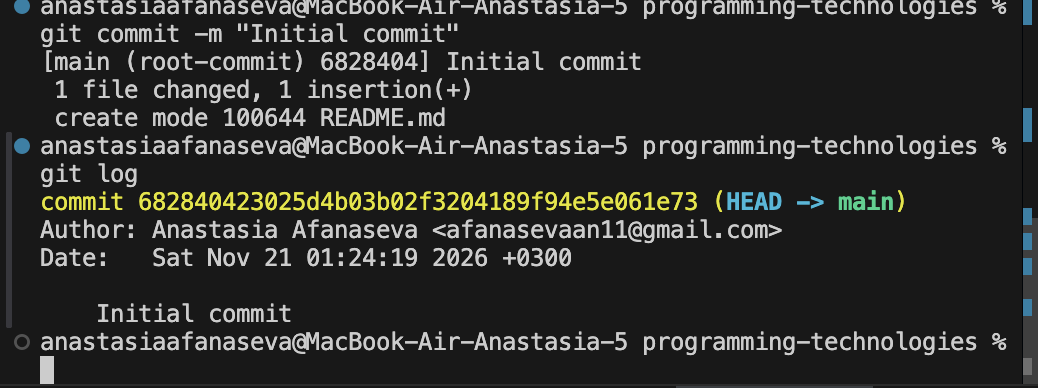 anastasiaafanaseva@MacBook-Air-Anastasia-5 programming-technologies %
git commit -m "Initial commit"
[main (root-commit) 6828404] Initial commit
 1 file changed, 1 insertion(+)
 create mode 100644 README.md
anastasiaafanaseva@MacBook-Air-Anastasia-5 programming-technologies %
git log
commit 682840423025d4b03b02f3204189f94e5e061e73 (HEAD -> main)
Author: Anastasia Afanaseva <afanasevaan11@gmail.com>
Date:   Sat Nov 21 01:24:19 2026 +0300

    Initial commit
anastasiaafanaseva@MacBook-Air-Anastasia-5 programming-technologies %